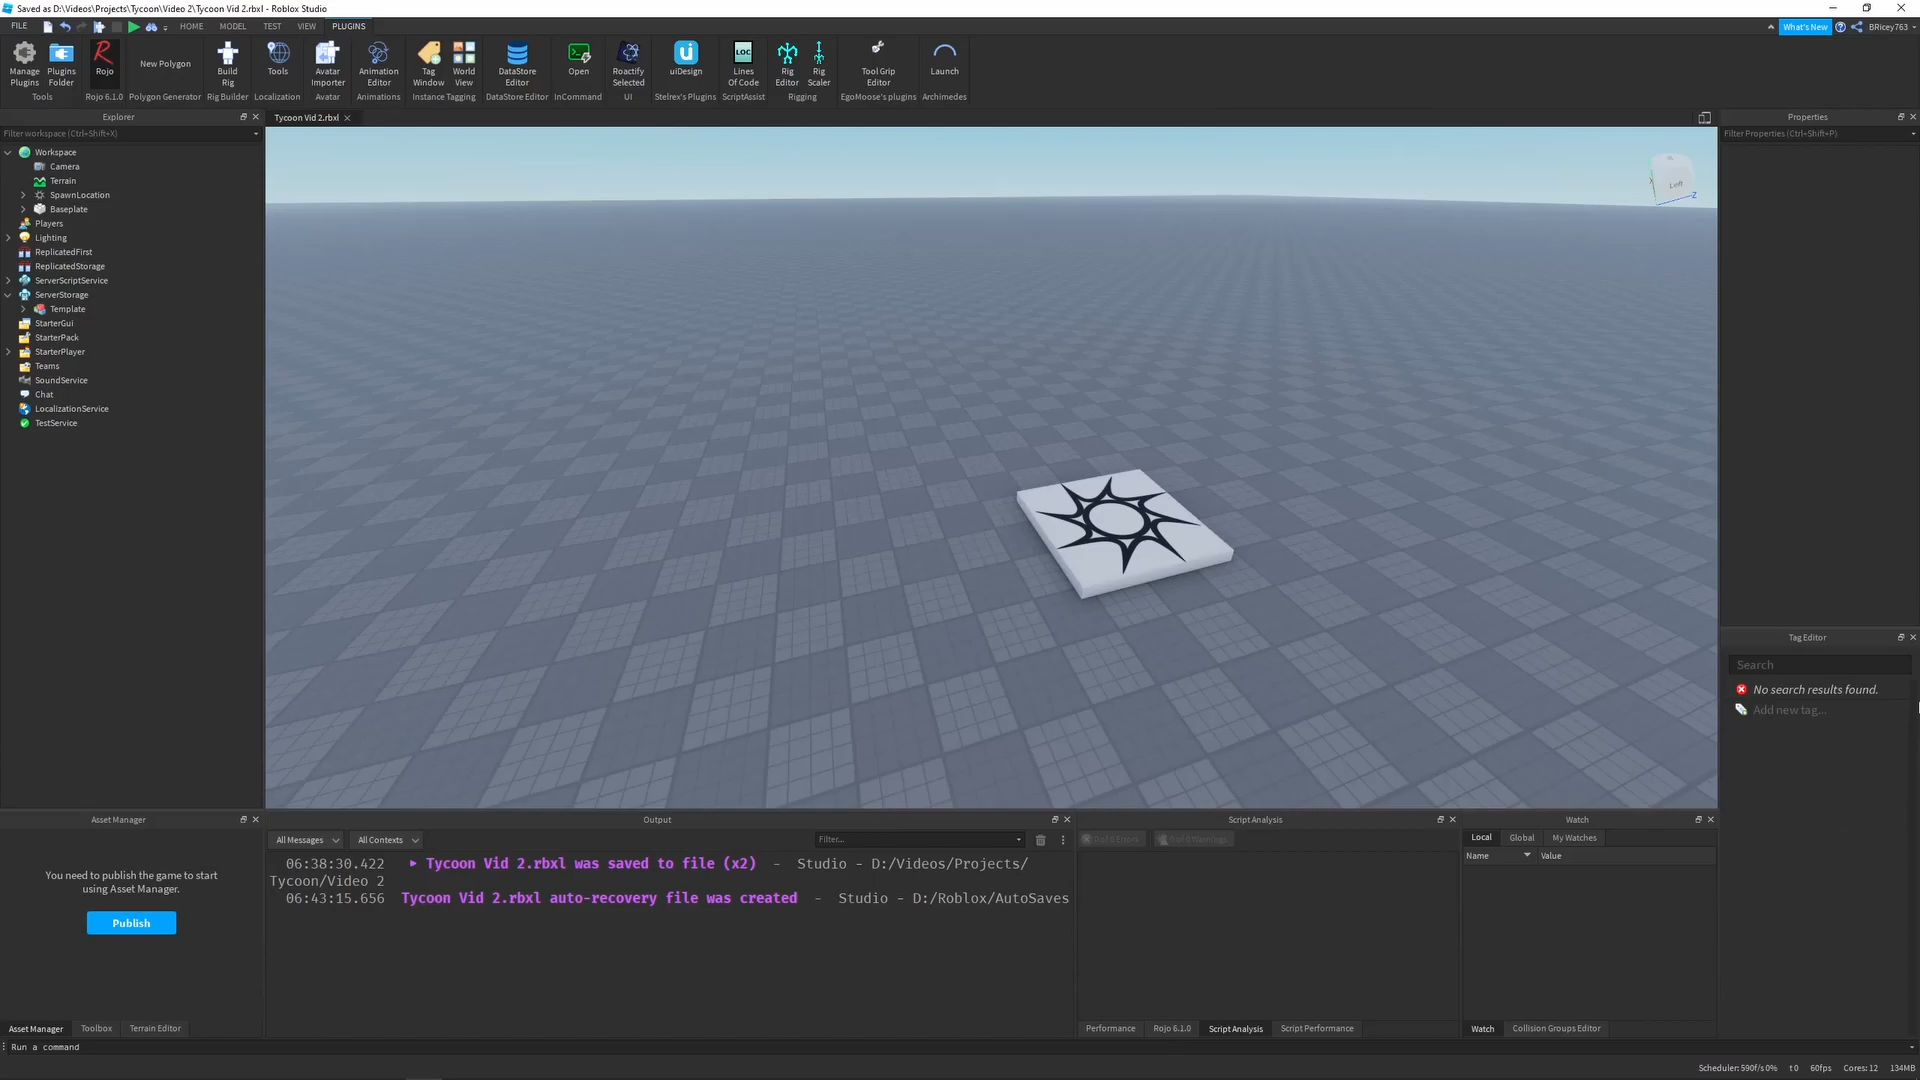 Saved as D:\Videos\Projects\Tycoon\Video 2\Tycoon Vid 2.rbxl - Roblox Studio
FILE HOME MODEL TEST VIEW PLUGINS What's New BRicey763
Manage Plugins
Plugins Folder
Rojo
New Polygon
Build Rig
Tools
Avatar Importer
Animation Editor
Tag Window
World View
DataStore Editor
Open
Roactify Selected
uiDesign
LOC
Lines Of Code
Rig Editor
Rig Scaler
Tool Grip Editor
Launch
Tools Rojo 6.1.0 Polygon Generator Rig Builder Localization Avatar Animations Instance Tagging DataStore Editor InCommand UI Stelrex's Plugins ScriptAssist Rigging EgoMoose's plugins Archimedes
Explorer
Filter workspace (Ctrl+Shift+X)
Workspace
Camera
Terrain
SpawnLocation
Baseplate
Players
Lighting
ReplicatedFirst
ReplicatedStorage
ServerScriptService
ServerStorage
Template
StarterGui
StarterPack
StarterPlayer
Teams
SoundService
Chat
LocalizationService
TestService
Tycoon Vid 2.rbxl
Left
Z
Properties
Filter Properties (Ctrl+Shift+P)
Tag Editor
Search
No search results found.
Add new tag...
Asset Manager
You need to publish the game to start
using Asset Manager.
Publish
Asset Manager Toolbox Terrain Editor
Output
All Messages All Contexts Filter...
06:38:30.422 Tycoon Vid 2.rbxl was saved to file (x2) - Studio - D:/Videos/Projects/
Tycoon/Video 2
06:43:15.656 Tycoon Vid 2.rbxl auto-recovery file was created - Studio - D:/Roblox/AutoSaves
Script Analysis
Performance Rojo 6.1.0 Script Analysis Script Performance
Watch
Local Global My Watches
Name Value
Watch Collision Groups Editor
Run a command
Scheduler: 590f/s 0% t 0 60fps Cores: 12 134MB